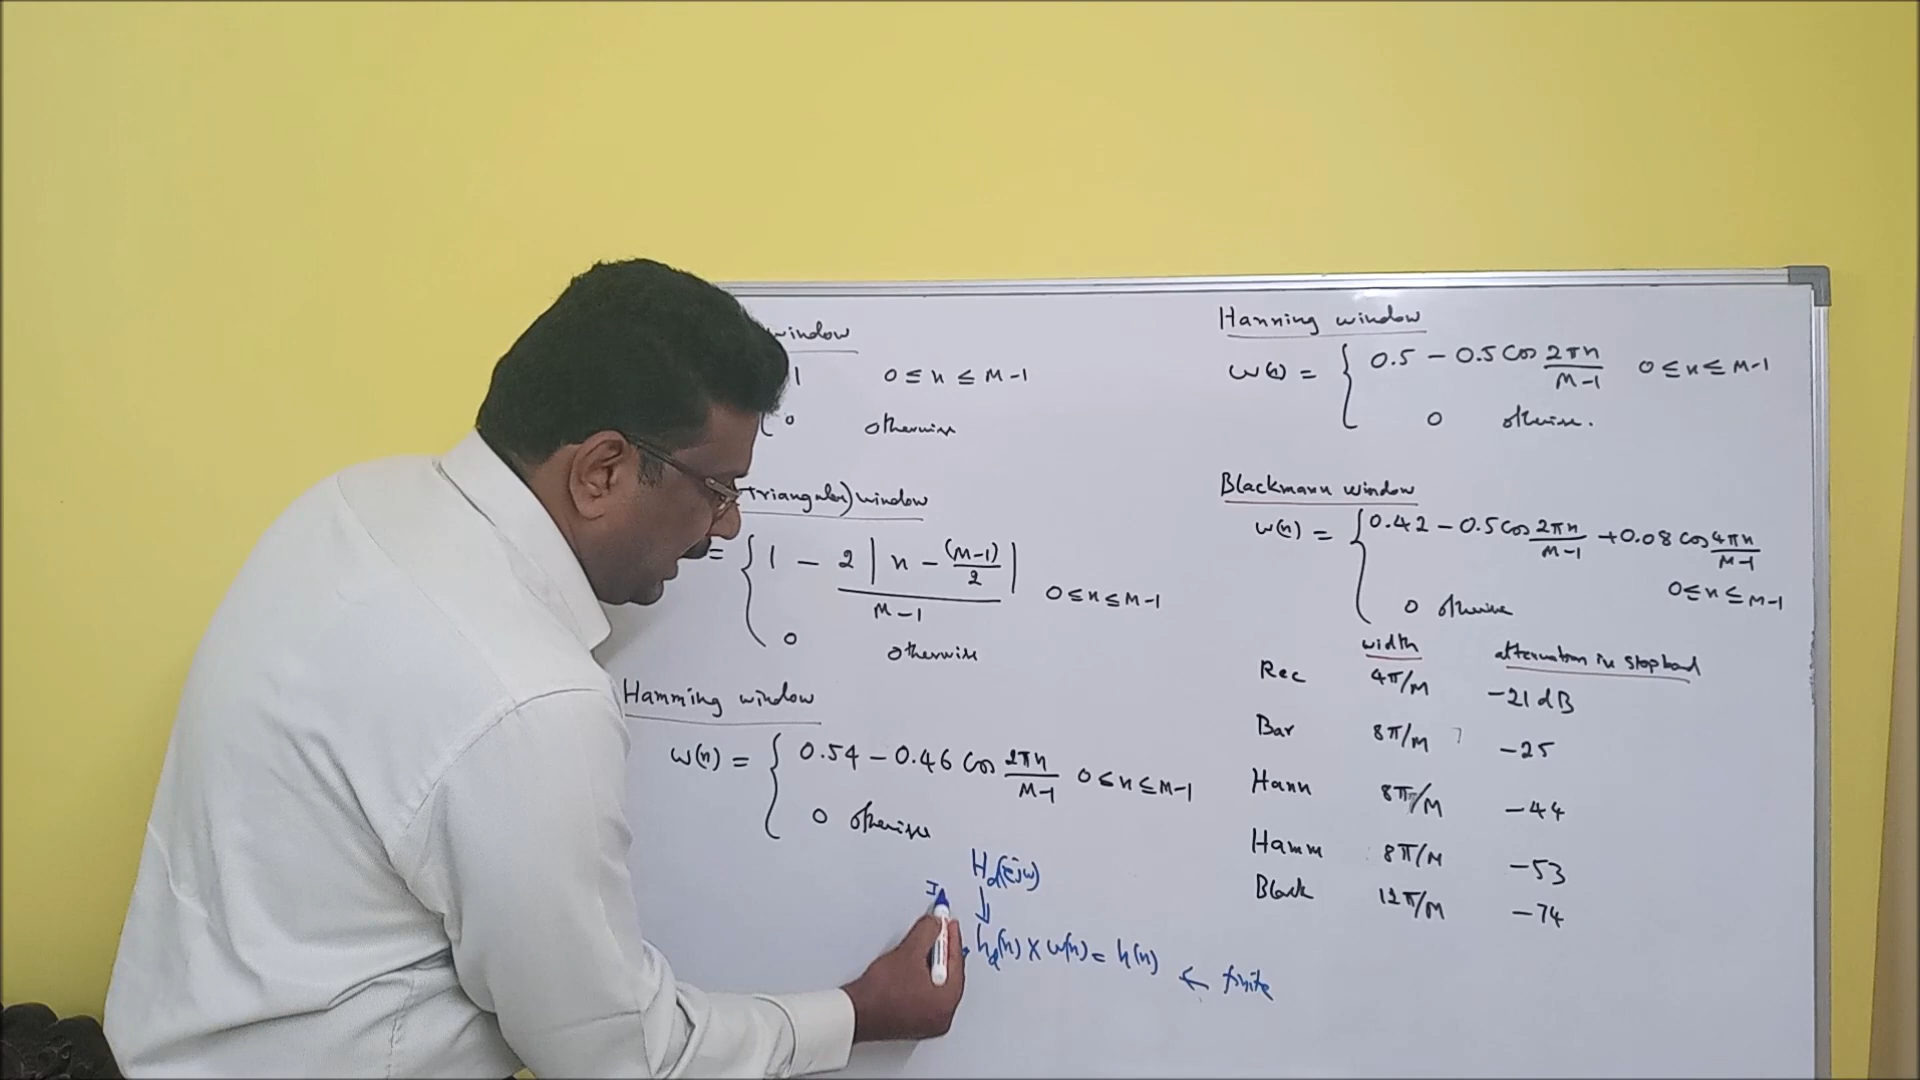 window
1 0 ≤ n ≤ M-1
0 otherwise
Triangular) window
= { 1 - 2 | n - (M-1)/2 | / M-1 0 ≤ n ≤ M-1
0 otherwise
Hamming window
w(n) = { 0.54 - 0.46 Cos 2πn/M-1 0 ≤ n ≤ M-1
0 otherwise
Hd(ejw)
↓
hd(n) X w(n) = h(n) ← finite
Hanning window
w(n) = { 0.5 - 0.5 Cos 2πn/M-1 0 ≤ n ≤ M-1
0 otherwise.
Blackmann window
w(n) = { 0.42 - 0.5 Cos 2πn/M-1 + 0.08 Cos 4πn/M-1
0 ≤ n ≤ M-1
0 otherwise
width attenuation in stopband
Rec 4π/M -21 dB
Bar 8π/M -25
Hann 8π/M -44
Hamm 8π/M -53
Black 12π/M -74